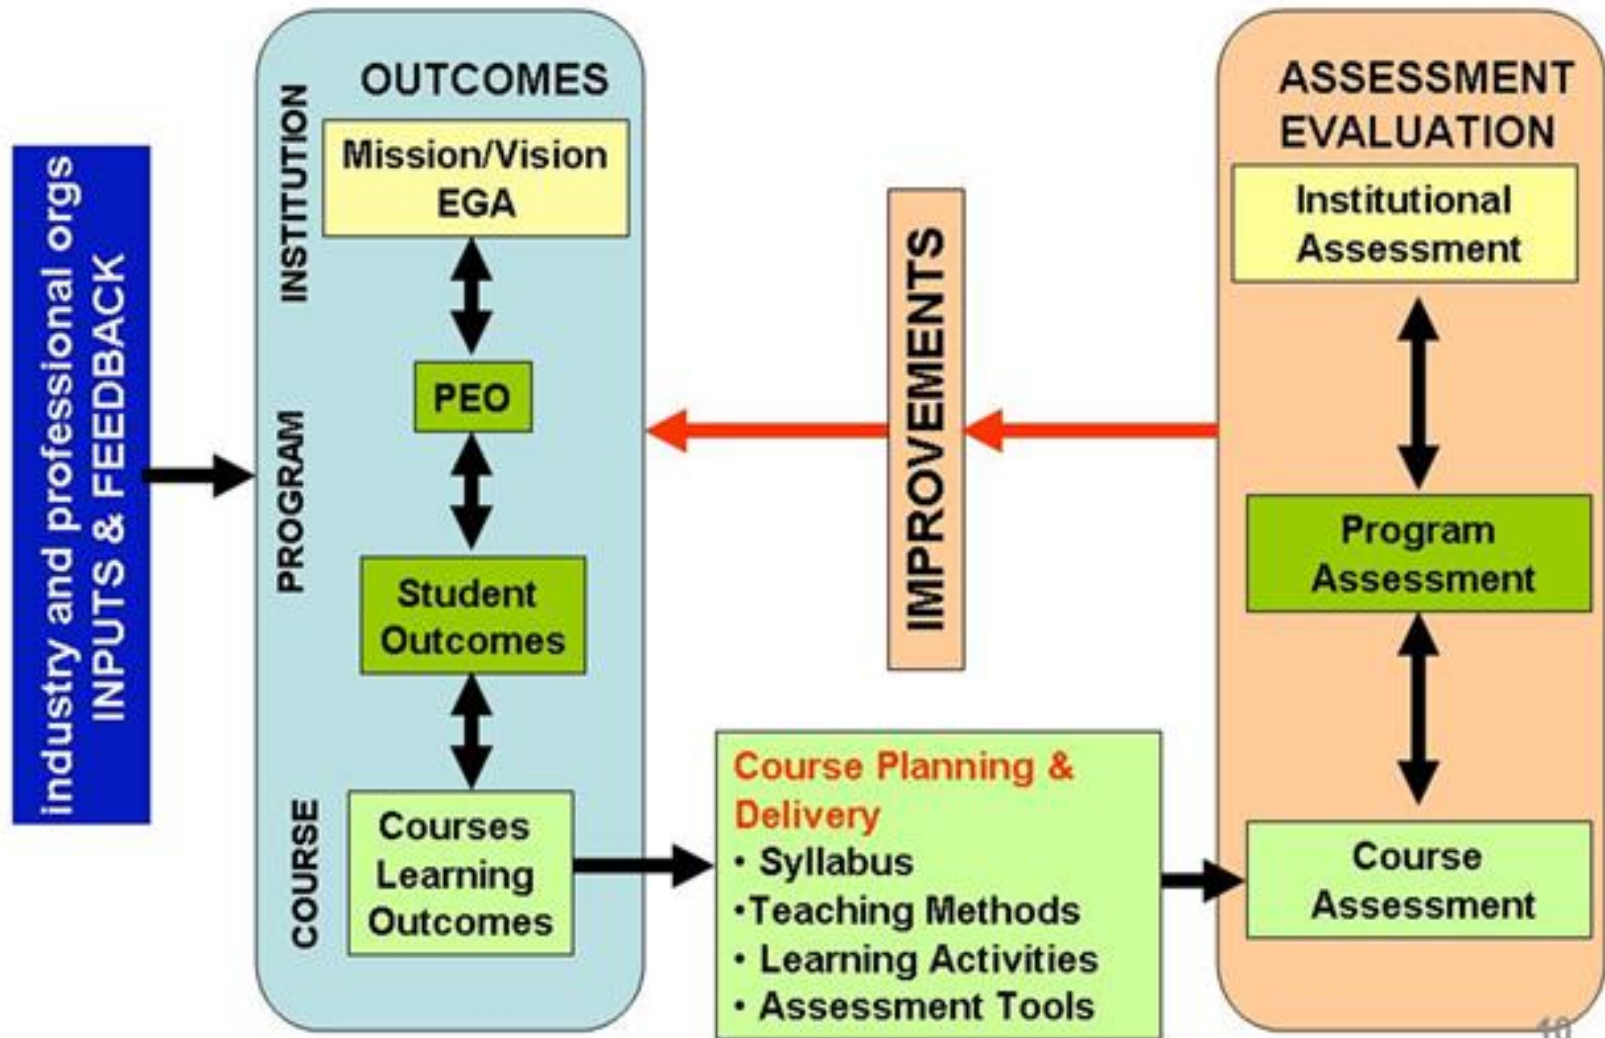 industry and professional orgs
INPUTS & FEEDBACK
OUTCOMES
INSTITUTION
Mission/Vision
EGA
PROGRAM
PEO
Student
Outcomes
COURSE
Courses
Learning
Outcomes
Course Planning &
Delivery
• Syllabus
•Teaching Methods
• Learning Activities
• Assessment Tools
IMPROVEMENTS
ASSESSMENT
EVALUATION
Institutional
Assessment
Program
Assessment
Course
Assessment